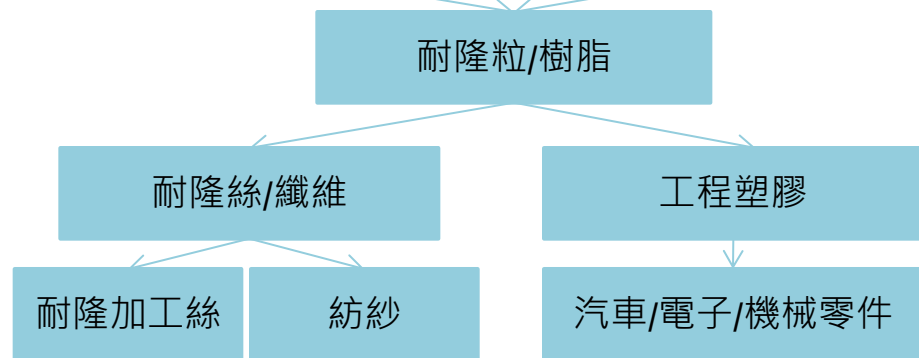 耐隆粒/樹脂
耐隆絲/纖維
工程塑膠
耐隆加工絲
紡紗
汽車/電子/機械零件